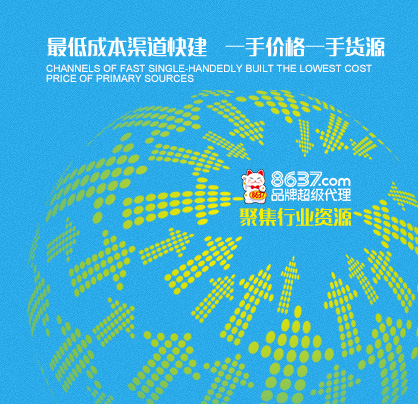 最低成本渠道快建 一手价格一手货源
CHANNELS OF FAST SINGLE-HANDEDLY BUILT THE LOWEST COST
PRICE OF PRIMARY SOURCES
8637.com
品牌超级代理
8637
聚集行业资源